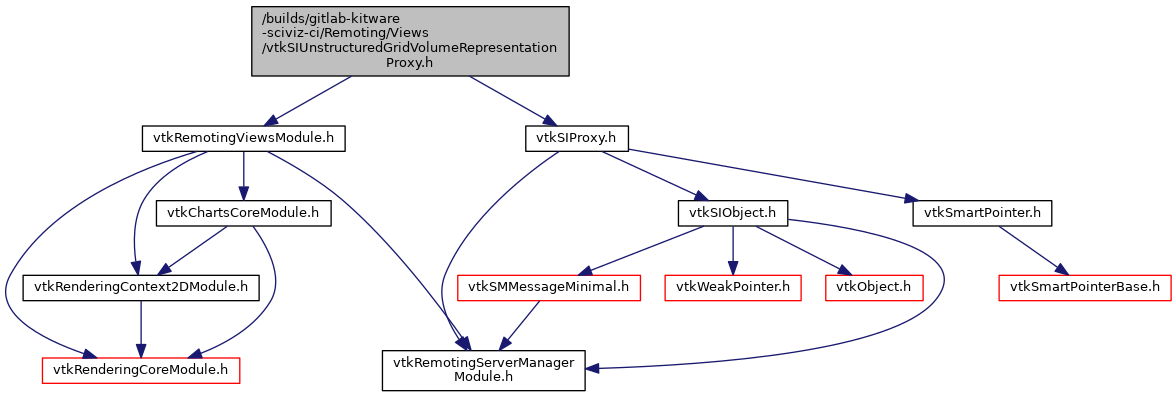 /builds/gitlab-kitware
-sciviz-ci/Remoting/Views
/vtkSIUnstructuredGridVolumeRepresentation
Proxy.h
vtkRemotingViewsModule.h
vtkSIProxy.h
vtkChartsCoreModule.h
vtkSIObject.h
vtkSmartPointer.h
vtkRenderingContext2DModule.h
vtkSMMessageMinimal.h
vtkWeakPointer.h
vtkObject.h
vtkSmartPointerBase.h
vtkRenderingCoreModule.h
vtkRemotingServerManager
Module.h